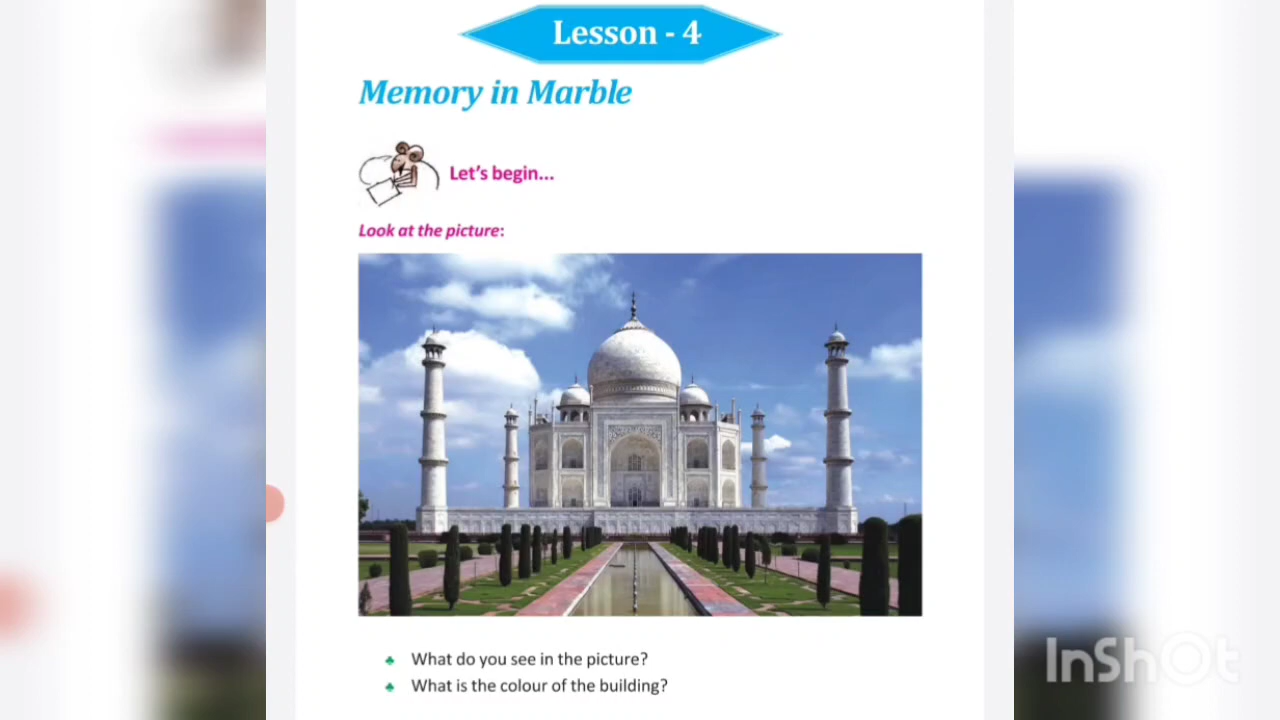 Lesson - 4
Memory in Marble
Let's begin...
Look at the picture:
♣ What do you see in the picture?
♣ What is the colour of the building?
InShOt